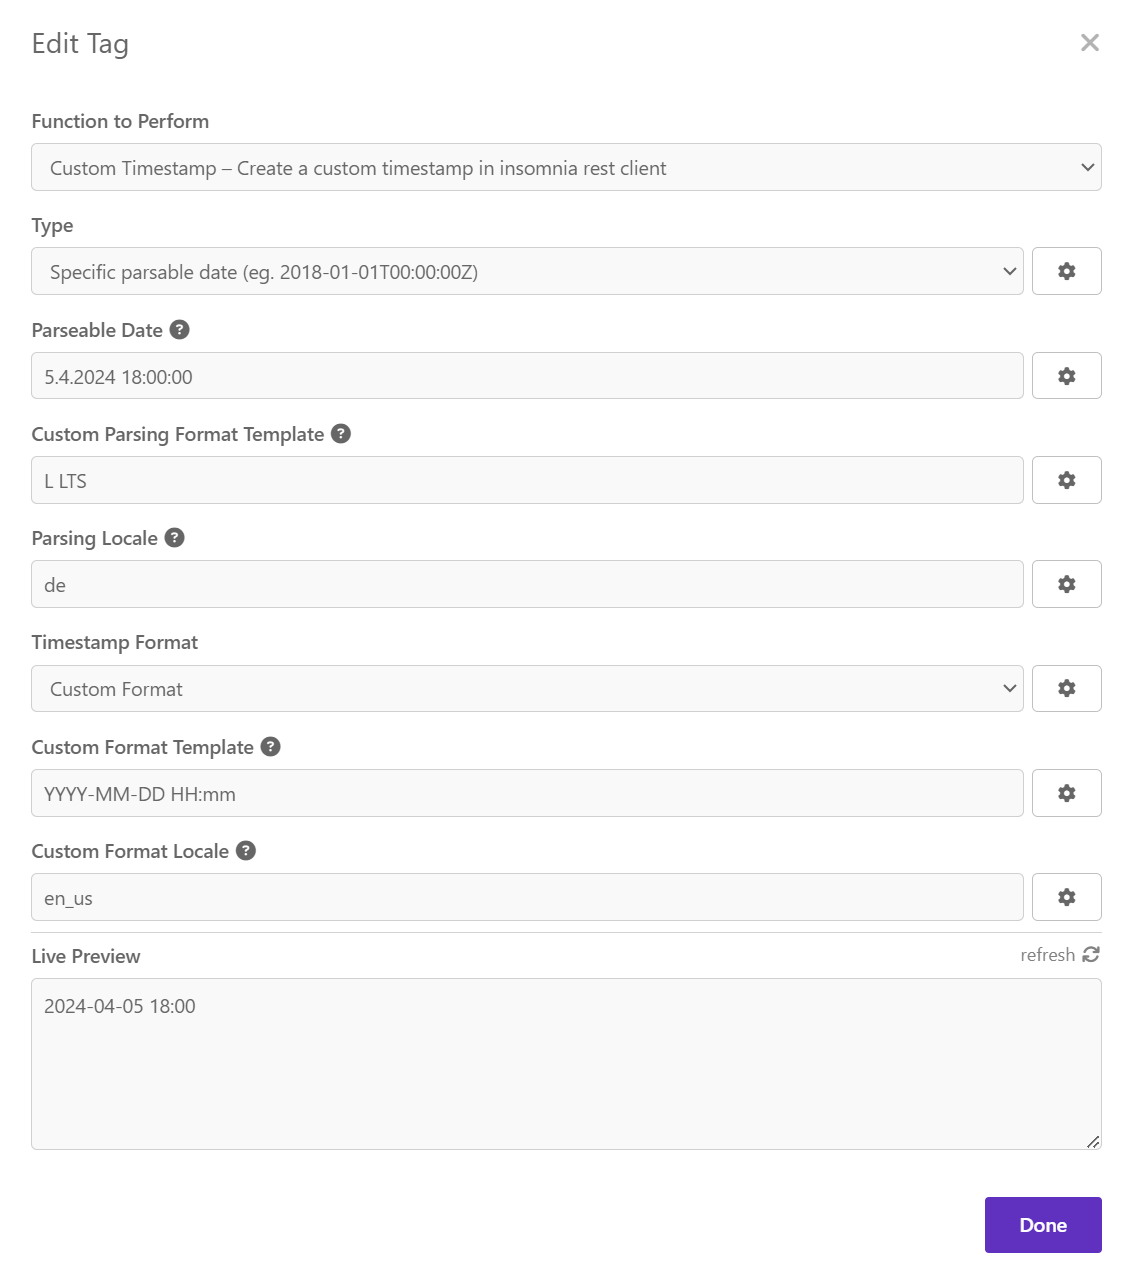 Edit Tag
Function to Perform
Custom Timestamp – Create a custom timestamp in insomnia rest client
Type
Specific parsable date (eg. 2018-01-01T00:00:00Z)
Parseable Date ?
5.4.2024 18:00:00
Custom Parsing Format Template ?
L LTS
Parsing Locale ?
de
Timestamp Format
Custom Format
Custom Format Template ?
YYYY-MM-DD HH:mm
Custom Format Locale ?
en_us
Live Preview refresh
2024-04-05 18:00
Done